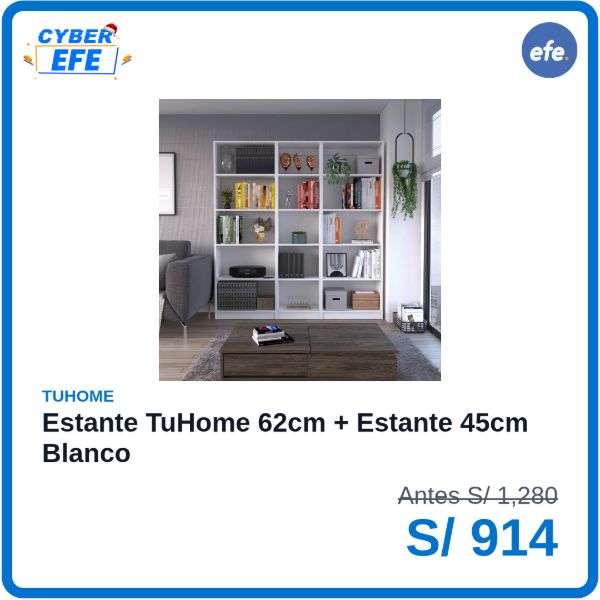 CYBER
EFE
efe.
TUHOME
Estante TuHome 62cm + Estante 45cm
Blanco
Antes S/ 1,280
S/ 914